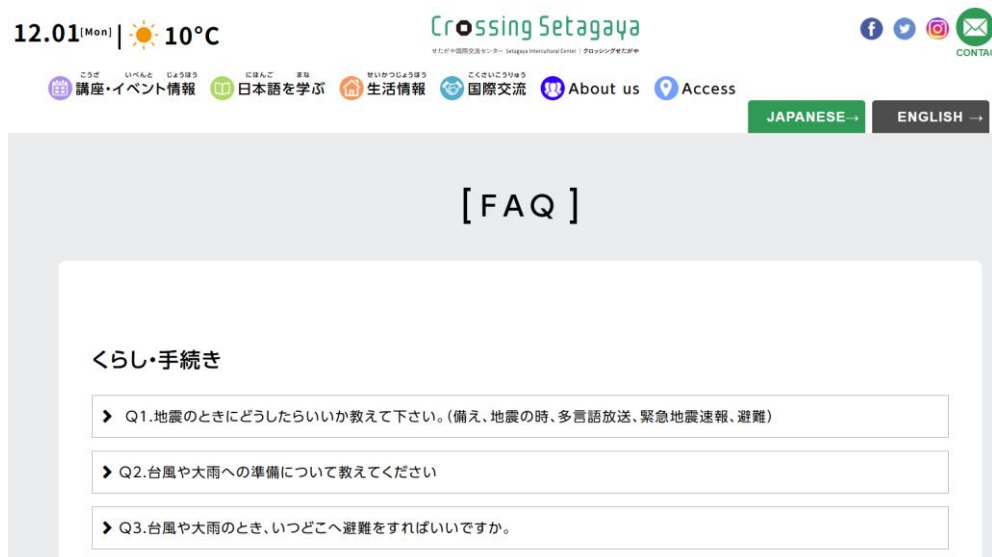 12.01[Mon] | 10°C
Crossing Setagaya
せたがや国際交流センター Setagaya Intercultural Center | クロッシングせたがや
CONTAC
こうざ いべんと じょうほう にほんご まな せいかつじょうほう こくさいこうりゅう
講座・イベント情報 日本語を学ぶ 生活情報 国際交流 About us Access
JAPANESE→ ENGLISH →
[ FAQ ]
くらし・手続き
Q1.地震のときにどうしたらいいか教えて下さい。（備え、地震の時、多言語放送、緊急地震速報、避難）
Q2.台風や大雨への準備について教えてください
Q3.台風や大雨のとき、いつどこへ避難をすればいいですか。